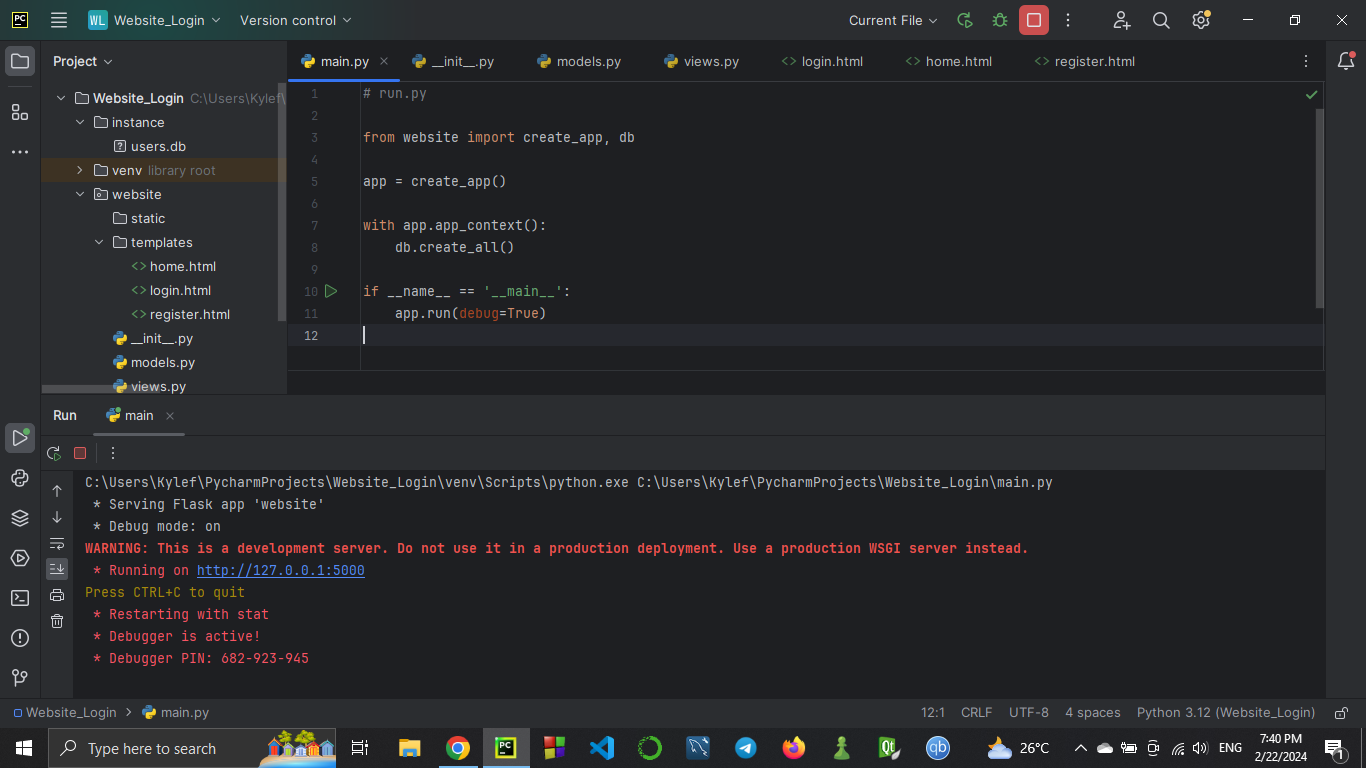 PC
WL Website_Login Version control Current File
Project
main.py __init__.py models.py views.py login.html home.html register.html
Website_Login C:\Users\Kylef\
instance
users.db
venv library root
website
static
templates
home.html
login.html
register.html
__init__.py
models.py
views.py
1 # run.py
2
3 from website import create_app, db
4
5 app = create_app()
6
7 with app.app_context():
8     db.create_all()
9
10 if __name__ == '__main__':
11     app.run(debug=True)
12
Run main
C:\Users\Kylef\PycharmProjects\Website_Login\venv\Scripts\python.exe C:\Users\Kylef\PycharmProjects\Website_Login\main.py
* Serving Flask app 'website'
* Debug mode: on
WARNING: This is a development server. Do not use it in a production deployment. Use a production WSGI server instead.
* Running on http://127.0.0.1:5000
Press CTRL+C to quit
* Restarting with stat
* Debugger is active!
* Debugger PIN: 682-923-945
Website_Login > main.py 12:1 CRLF UTF-8 4 spaces Python 3.12 (Website_Login)
Type here to search PC Qt qb 26°C ENG 7:40 PM
2/22/2024 1